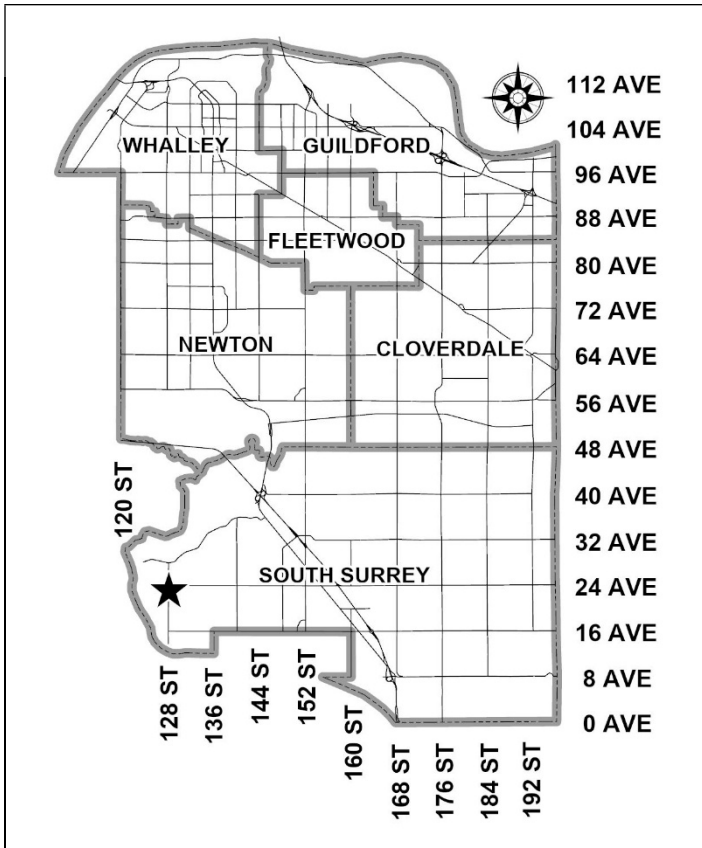 112 AVE
104 AVE
WHALLEY
GUILDFORD
96 AVE
88 AVE
FLEETWOOD
80 AVE
72 AVE
NEWTON
CLOVERDALE
64 AVE
56 AVE
48 AVE
120 ST
40 AVE
32 AVE
SOUTH SURREY
24 AVE
16 AVE
128 ST
136 ST
144 ST
152 ST
160 ST
8 AVE
0 AVE
168 ST
176 ST
184 ST
192 ST